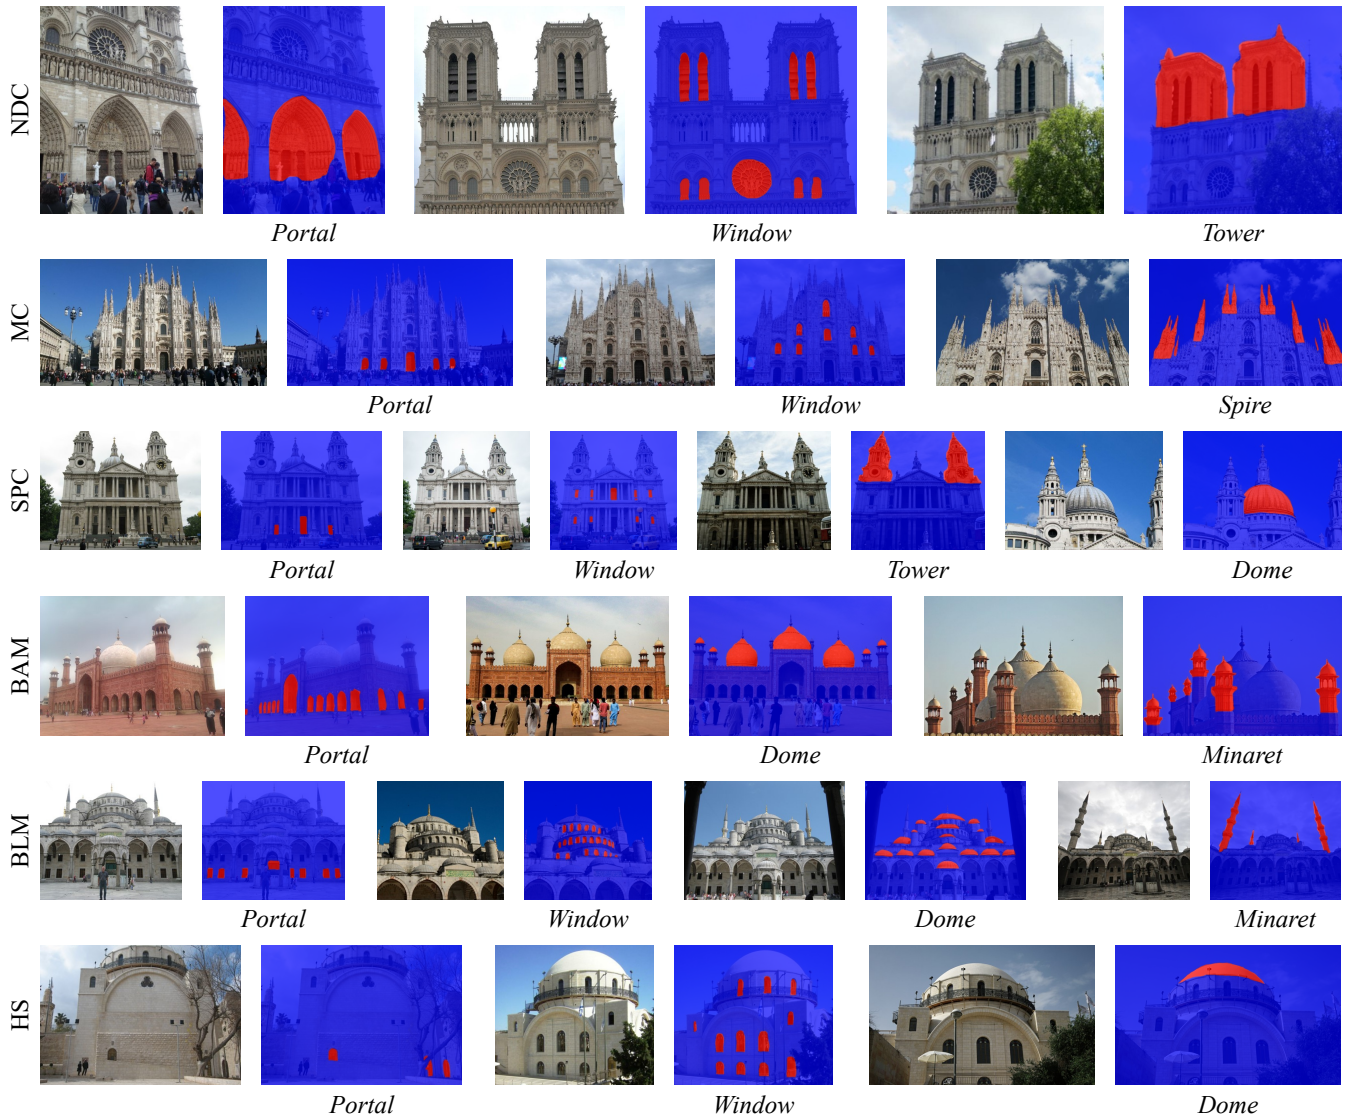 NDC
Portal Window Tower
MC
Portal Window Spire
SPC
Portal Window Tower Dome
BAM
Portal Dome Minaret
BLM
Portal Window Dome Minaret
HS
Portal Window Dome